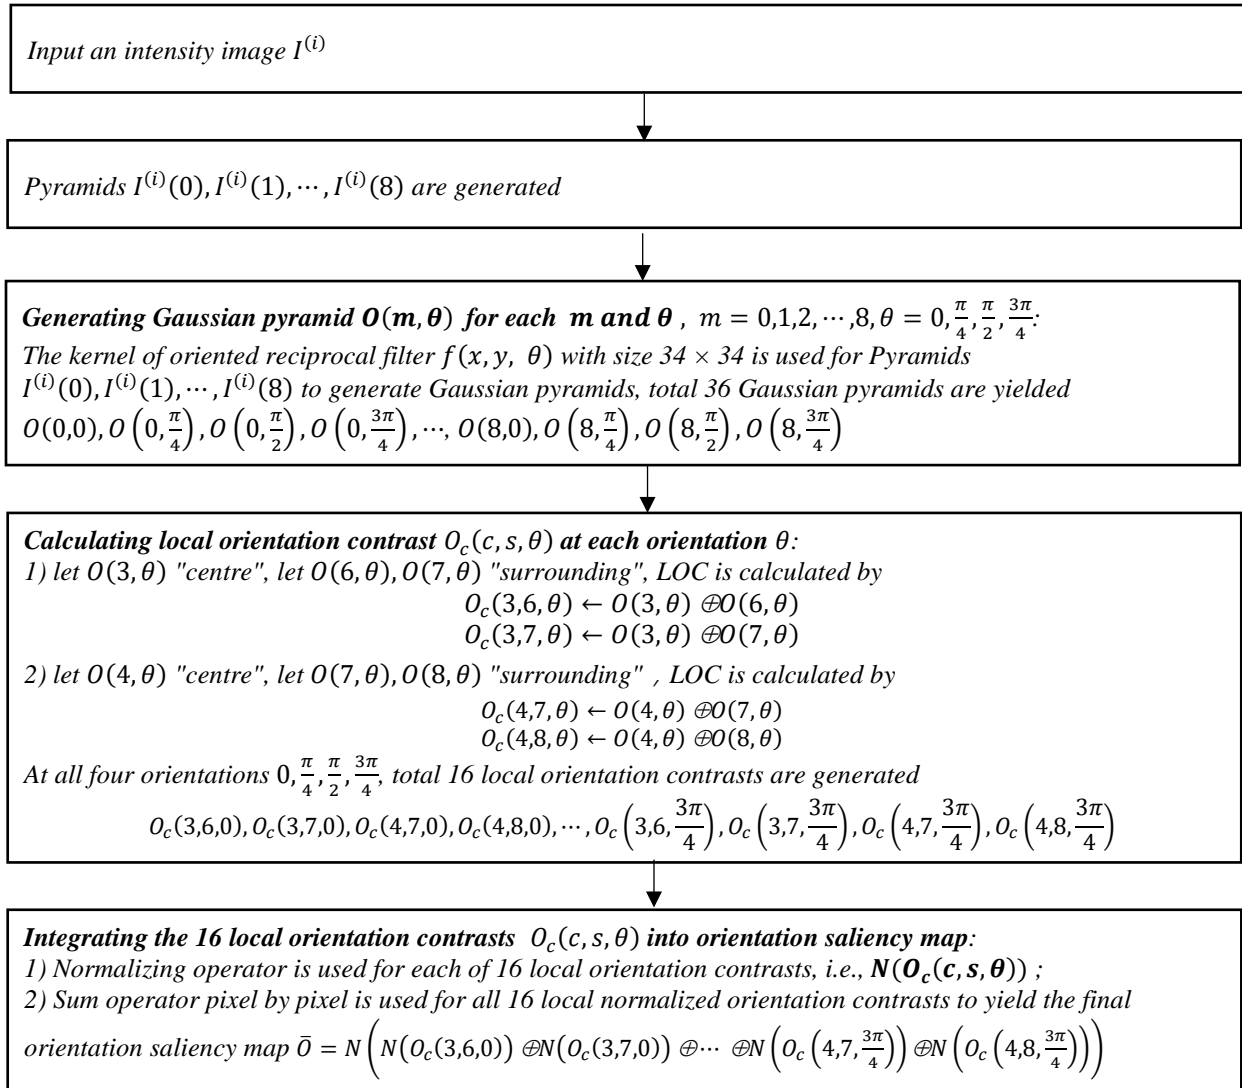 Input an intensity image I⁽ⁱ⁾
Pyramids I⁽ⁱ⁾(0), I⁽ⁱ⁾(1), ⋯, I⁽ⁱ⁾(8) are generated
Generating Gaussian pyramid O(m, θ) for each m and θ , m = 0,1,2, ⋯, 8, θ = 0, π/4, π/2, 3π/4:
The kernel of oriented reciprocal filter f(x, y, θ) with size 34 × 34 is used for Pyramids
I⁽ⁱ⁾(0), I⁽ⁱ⁾(1), ⋯, I⁽ⁱ⁾(8) to generate Gaussian pyramids, total 36 Gaussian pyramids are yielded
O(0,0), O(0, π/4), O(0, π/2), O(0, 3π/4), ⋯, O(8,0), O(8, π/4), O(8, π/2), O(8, 3π/4)
Calculating local orientation contrast O_c(c, s, θ) at each orientation θ:
1) let O(3, θ) "centre", let O(6, θ), O(7, θ) "surrounding", LOC is calculated by
O_c(3,6, θ) ← O(3, θ) ⊕O(6, θ)
O_c(3,7, θ) ← O(3, θ) ⊕O(7, θ)
2) let O(4, θ) "centre", let O(7, θ), O(8, θ) "surrounding" , LOC is calculated by
O_c(4,7, θ) ← O(4, θ) ⊕O(7, θ)
O_c(4,8, θ) ← O(4, θ) ⊕O(8, θ)
At all four orientations 0, π/4, π/2, 3π/4, total 16 local orientation contrasts are generated
O_c(3,6,0), O_c(3,7,0), O_c(4,7,0), O_c(4,8,0), ⋯ , O_c(3,6, 3π/4), O_c(3,7, 3π/4), O_c(4,7, 3π/4), O_c(4,8, 3π/4)
Integrating the 16 local orientation contrasts O_c(c, s, θ) into orientation saliency map:
1) Normalizing operator is used for each of 16 local orientation contrasts, i.e., N(O_c(c, s, θ)) ;
2) Sum operator pixel by pixel is used for all 16 local normalized orientation contrasts to yield the final
orientation saliency map Ō = N(N(O_c(3,6,0)) ⊕N(O_c(3,7,0)) ⊕⋯ ⊕N(O_c(4,7, 3π/4)) ⊕N(O_c(4,8, 3π/4)))